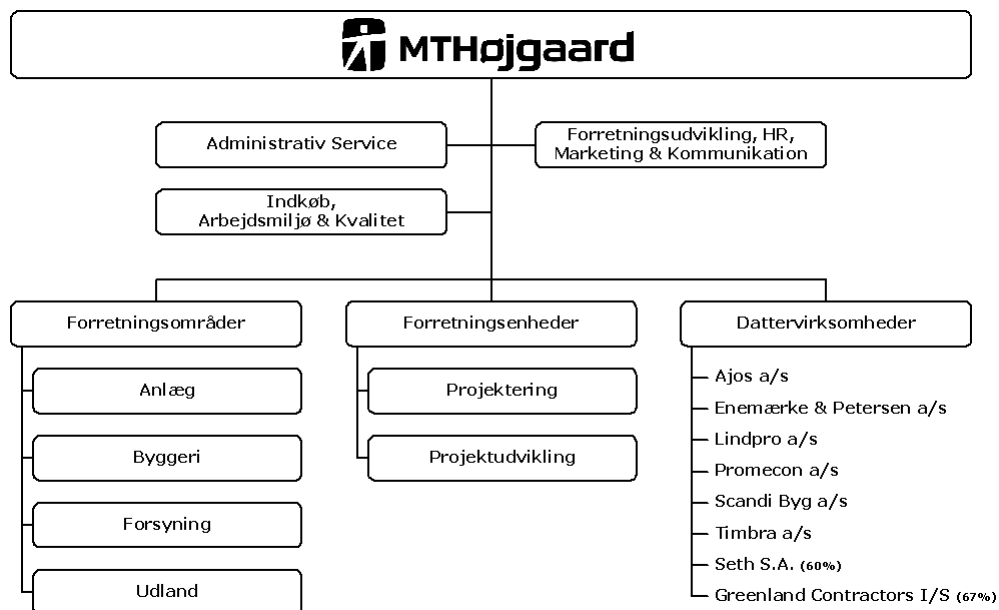 MTHøjgaard
Administrativ Service
Forretningsudvikling, HR,
Marketing & Kommunikation
Indkøb,
Arbejdsmiljø & Kvalitet
Forretningsområder
Anlæg
Byggeri
Forsyning
Udland
Forretningsenheder
Projektering
Projektudvikling
Dattervirksomheder
Ajos a/s
Enemærke & Petersen a/s
Lindpro a/s
Promecon a/s
Scandi Byg a/s
Timbra a/s
Seth S.A. (60%)
Greenland Contractors I/S (67%)